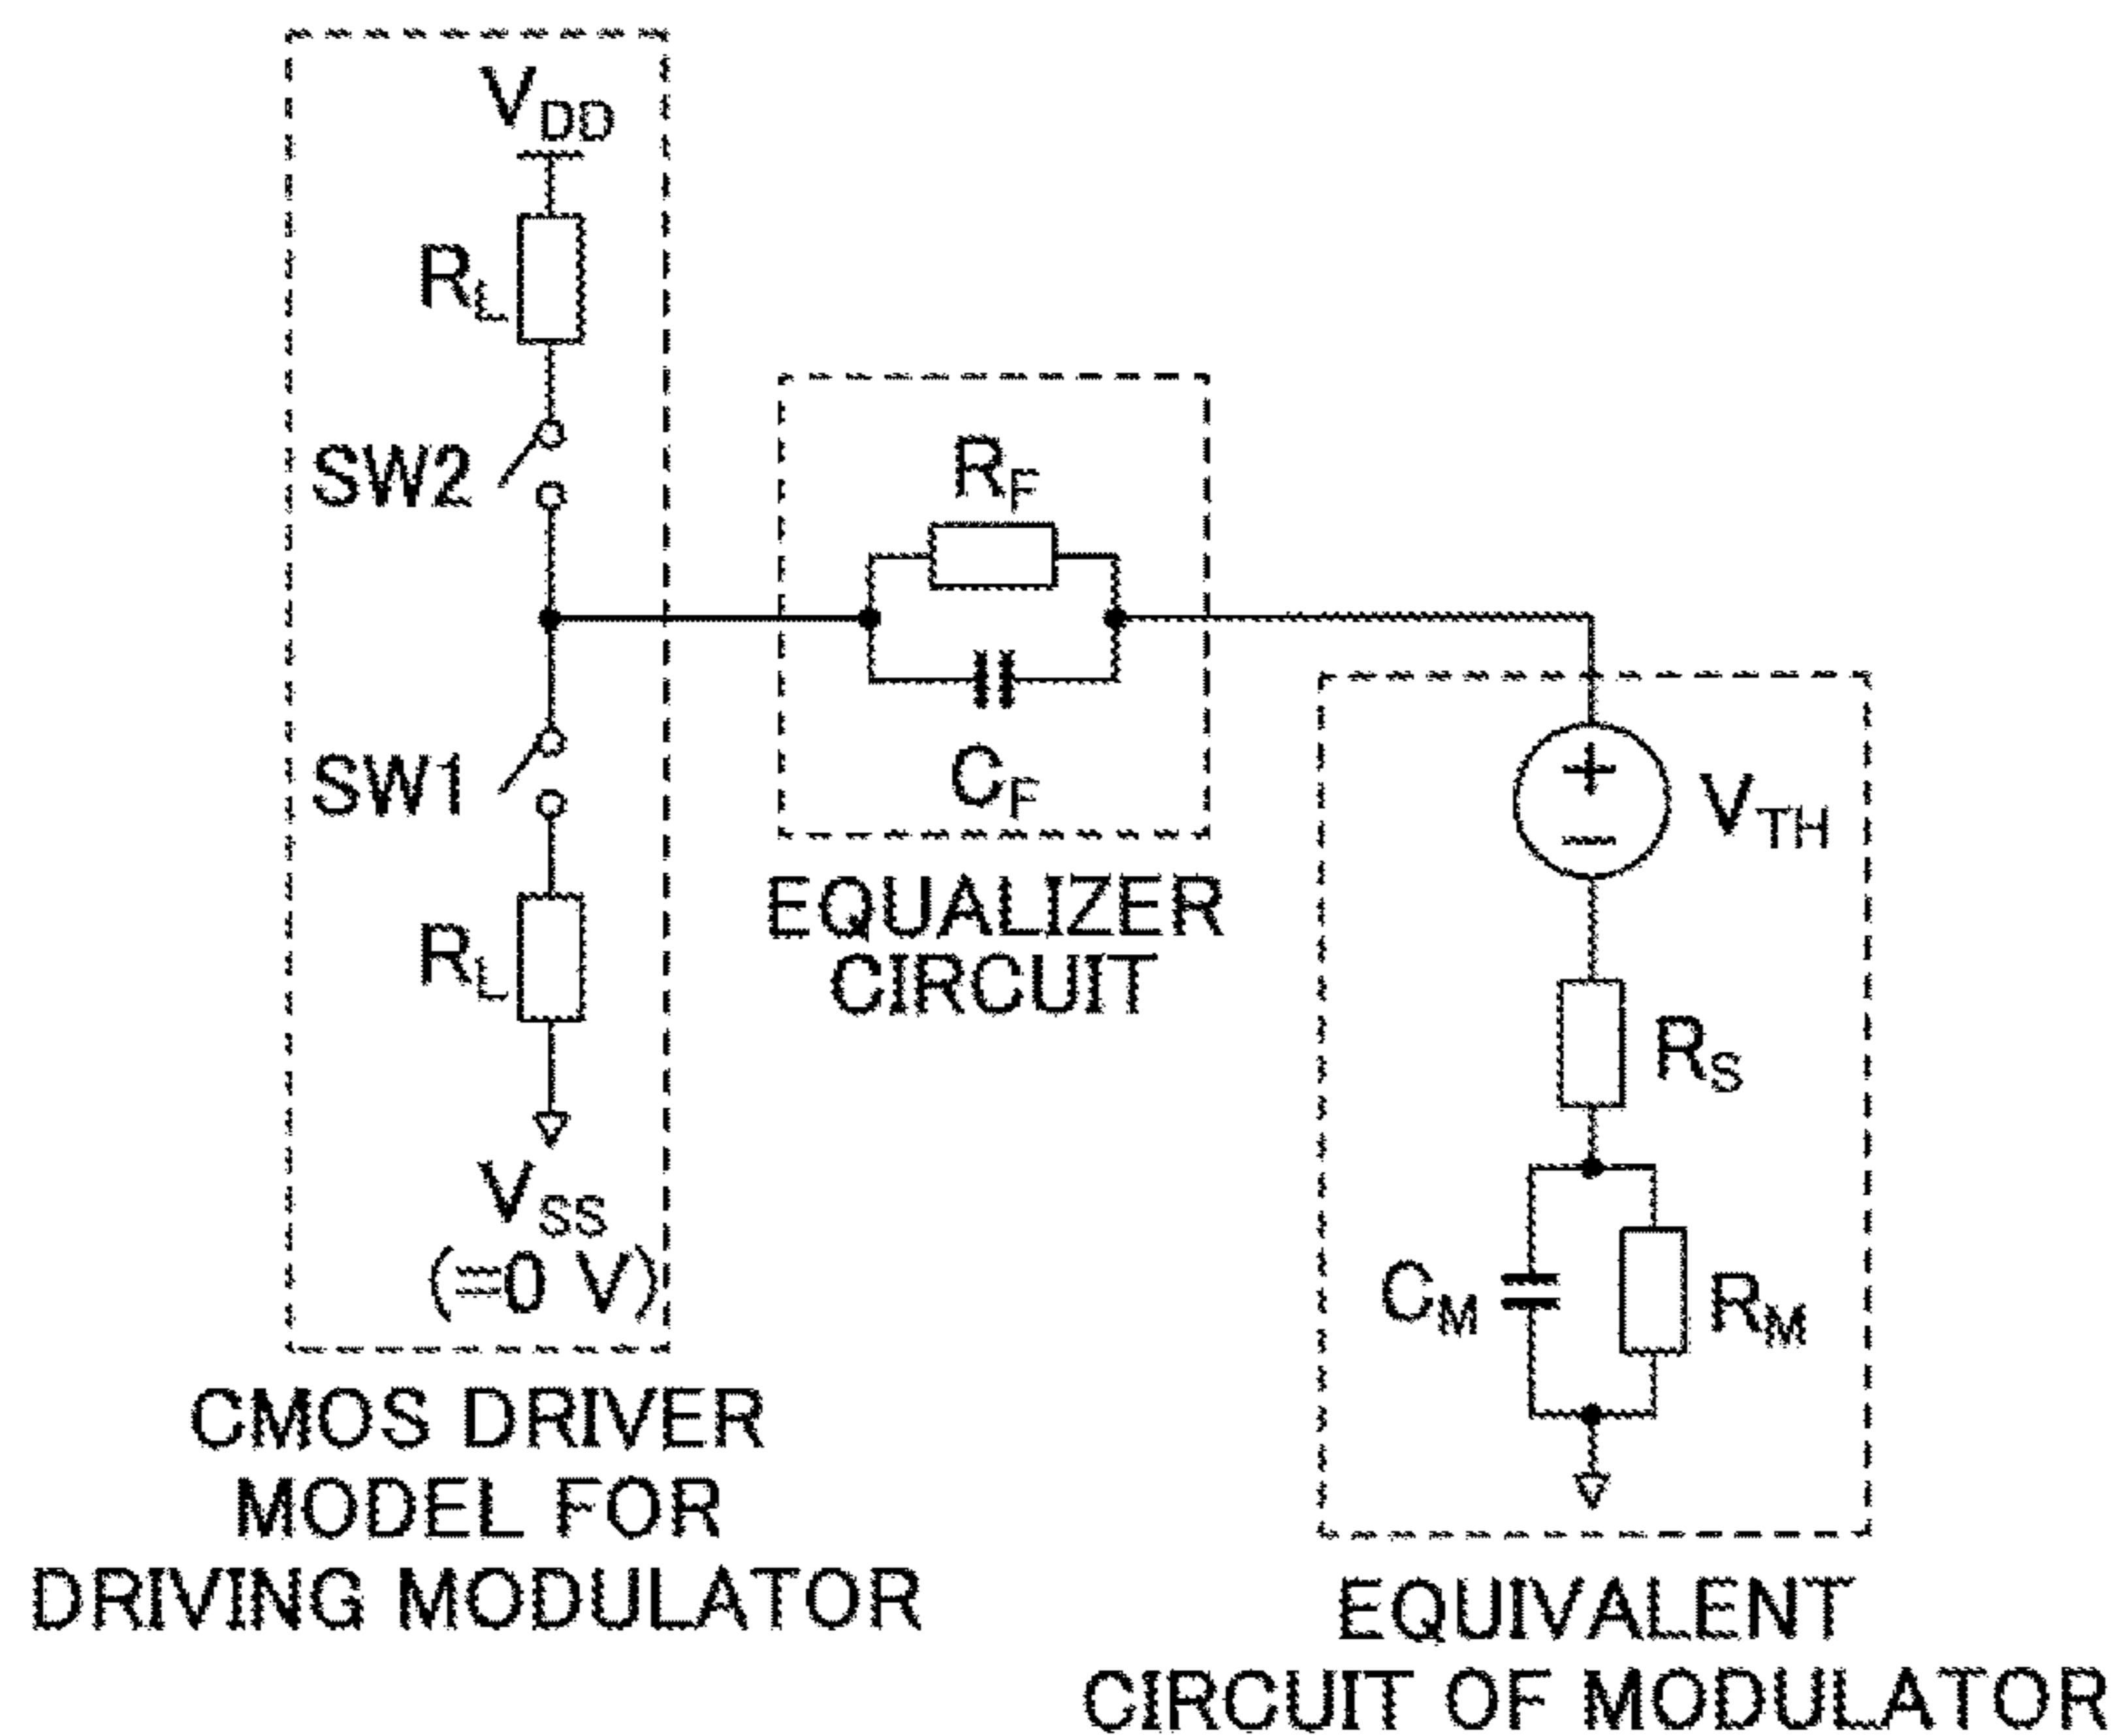 VDD
RL
SW2
RF
CF
SW1
RL
VSS
(=0 V)
EQUALIZER
CIRCUIT
+
−
VTH
RS
CM
RM
CMOS DRIVER
MODEL FOR
DRIVING MODULATOR
EQUIVALENT
CIRCUIT OF MODULATOR